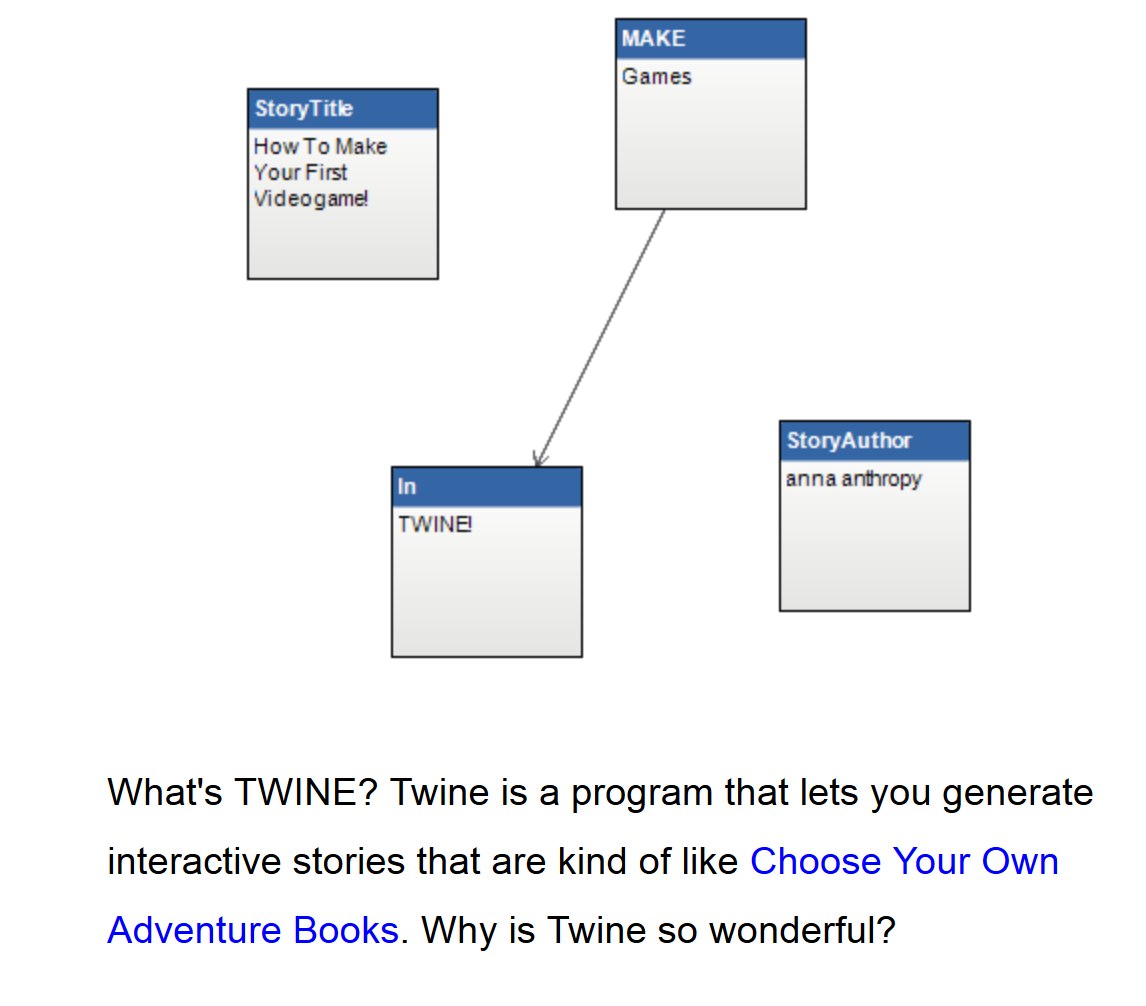 MAKE
Games
StoryTitle
How To Make
Your First
Videogame!
StoryAuthor
anna anthropy
In
TWINE!
What's TWINE? Twine is a program that lets you generate
interactive stories that are kind of like Choose Your Own
Adventure Books. Why is Twine so wonderful?